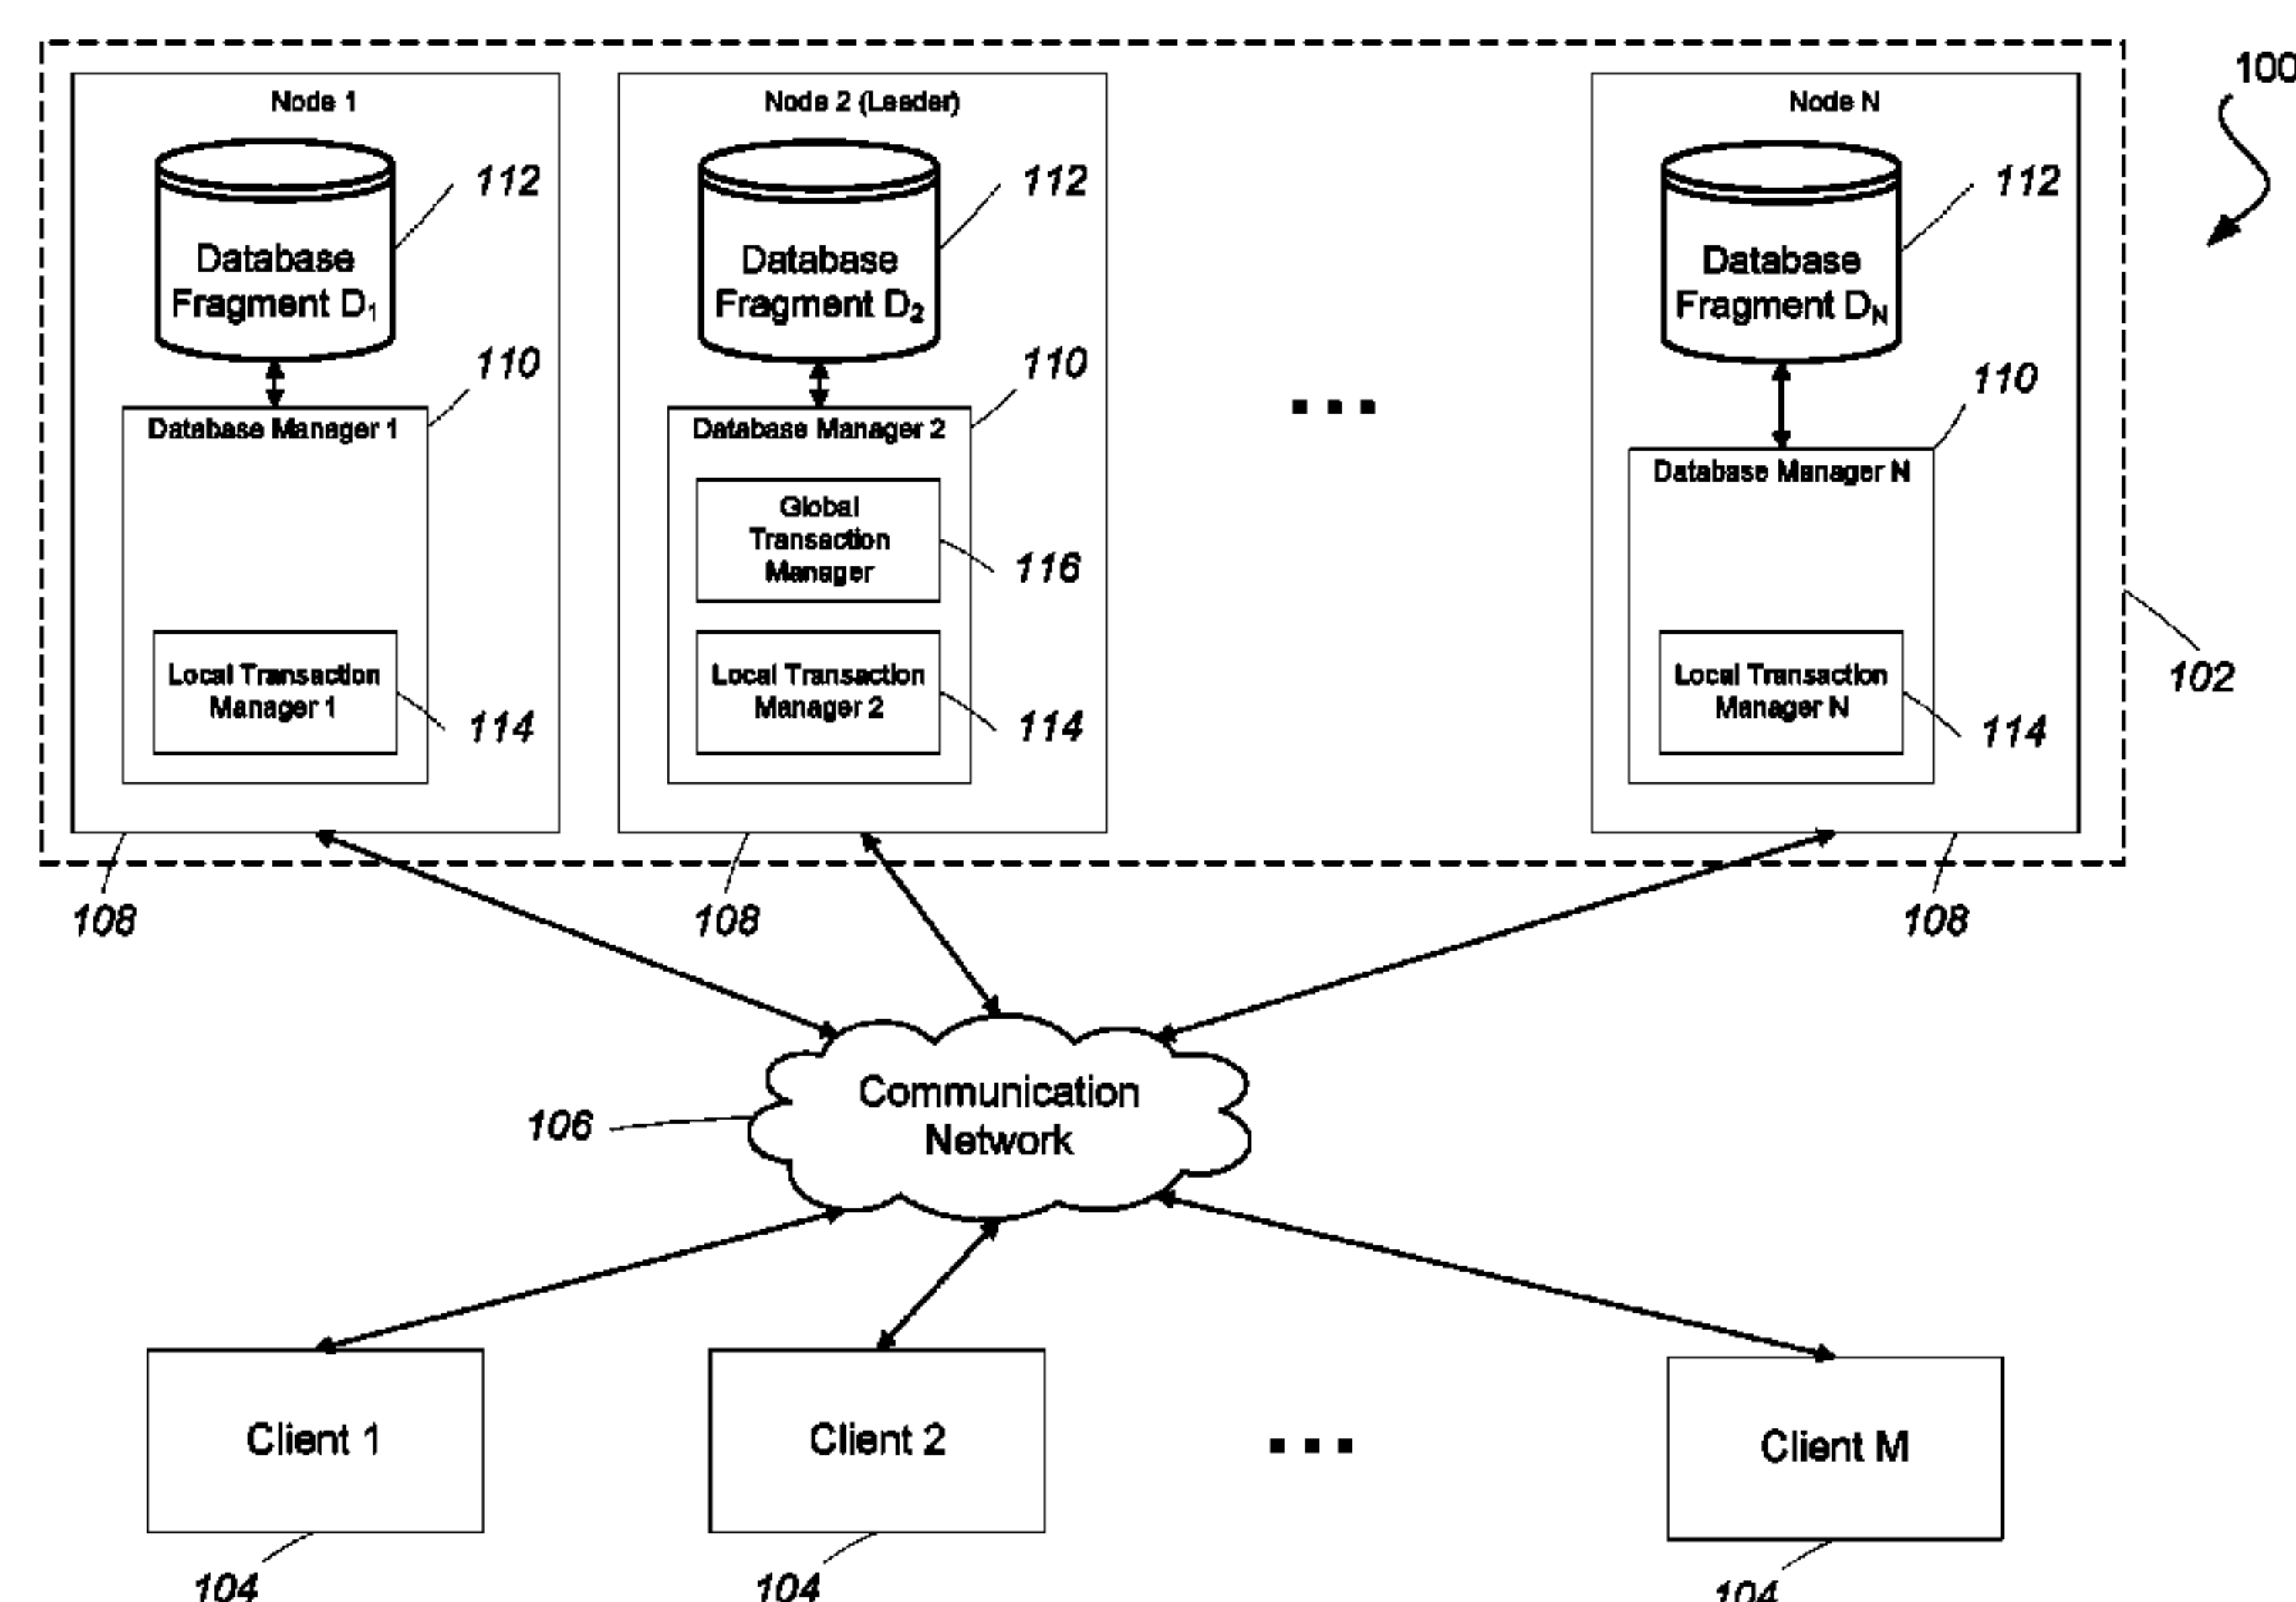 100
Node 1
Database
Fragment D₁
112
110
Database Manager 1
Local Transaction
Manager 1
114
108
Node 2 (Leader)
Database
Fragment D₂
112
110
Database Manager 2
Global
Transaction
Manager
116
Local Transaction
Manager 2
114
108
Node N
Database
Fragment Dₙ
112
110
Database Manager N
Local Transaction
Manager N
114
108
102
Communication
Network
106
Client 1
104
Client 2
104
Client M
104